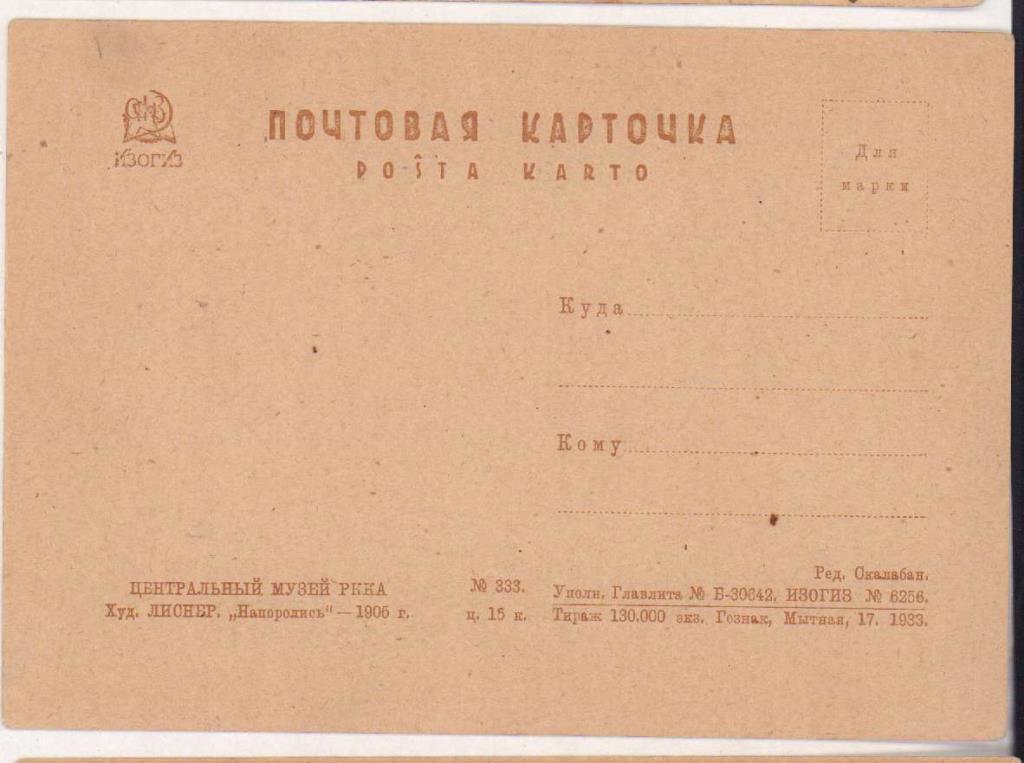 ИЗОГИЗ
ПОЧТОВАЯ КАРТОЧКА
POŜTA KARTO
Для
марки
Куда
Кому
ЦЕНТРАЛЬНЫЙ МУЗЕЙ РККА
Худ. ЛИСНЕР. „Напоролись“ — 1905 г.
№ 333.
ц. 15 к.
Ред. Скалабан.
Уполн. Главлита № Б-30642. ИЗОГИЗ № 6256.
Тираж 130.000 экз. Гознак, Мытная, 17. 1933.